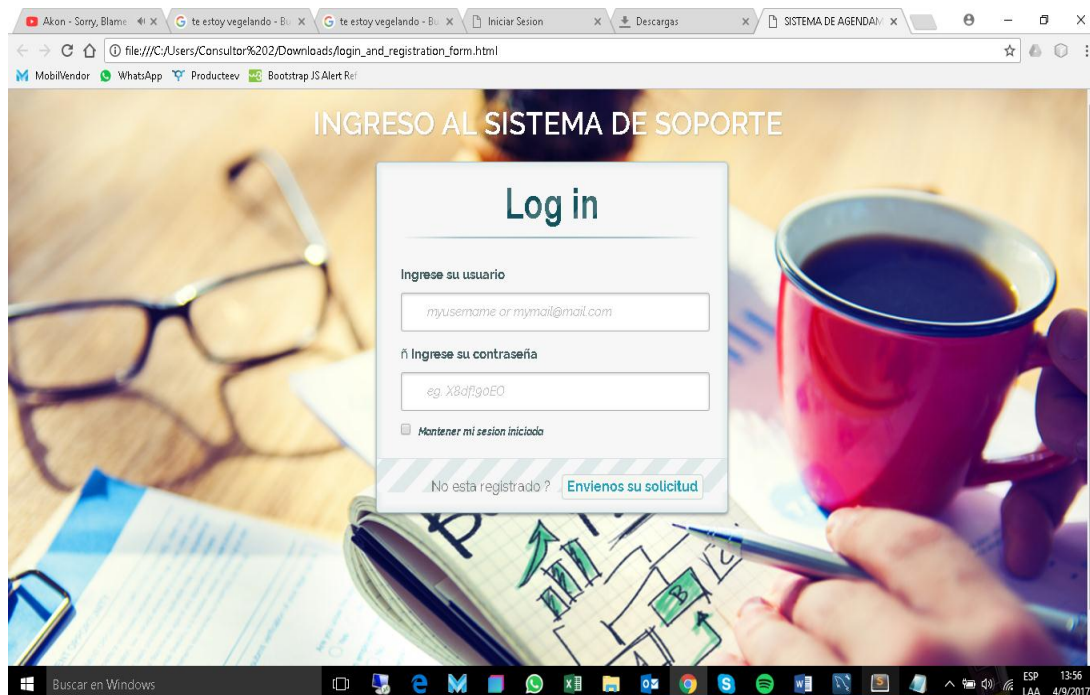 Akon - Sorry, Blame
te estoy vegelando - Bu
te estoy vegelando - Bu
Iniciar Sesion
Descargas
SISTEMA DE AGENDAM
file:///C:/Users/Consultor%202/Downloads/login_and_registration_form.html
MobilVendor WhatsApp Producteev Bootstrap JS Alert Ref
INGRESO AL SISTEMA DE SOPORTE
Log in
Ingrese su usuario
myusername or mymail@mail.com
ñ Ingrese su contraseña
eg. X8df!90EO
Mantener mi sesion iniciada
No esta registrado ? Envienos su solicitud
B
C
Buscar en Windows
ESP 13:56
LAA 4/9/201